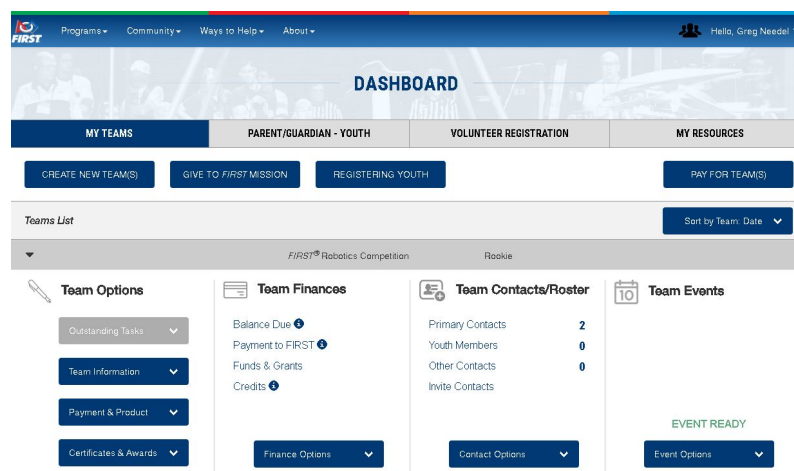 FIRST
Programs Community Ways to Help About Hello, Greg Needel
DASHBOARD
MY TEAMS PARENT/GUARDIAN - YOUTH VOLUNTEER REGISTRATION MY RESOURCES
CREATE NEW TEAM(S) GIVE TO FIRST MISSION REGISTERING YOUTH PAY FOR TEAM(S)
Teams List Sort by Team: Date
FIRST® Robotics Competition Rookie
Team Options Team Finances Team Contacts/Roster 10 Team Events
Outstanding Tasks Balance Due Primary Contacts 2
Payment to FIRST Youth Members 0
Team Information Funds & Grants Other Contacts 0
Credits Invite Contacts
Payment & Product EVENT READY
Certificates & Awards Finance Options Contact Options Event Options